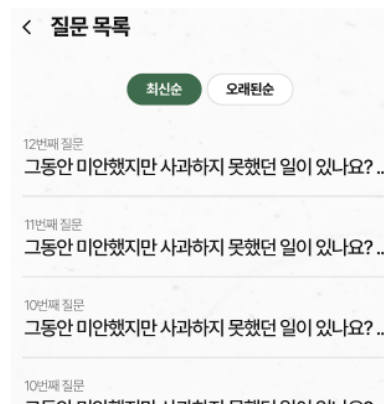 질문 목록
최신순 오래된순
12번째 질문
그동안 미안했지만 사과하지 못했던 일이 있나요? ..
11번째 질문
그동안 미안했지만 사과하지 못했던 일이 있나요? ..
10번째 질문
그동안 미안했지만 사과하지 못했던 일이 있나요? ..
10번째 질문